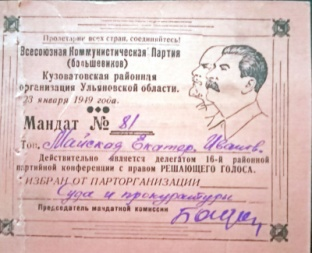 Пролетарии всех стран, соединяйтесь!
Всесоюзная Коммунистическая Партия
(большевиков)
Кузоватовская районная
организация Ульяновской области.
23 января 1949 года.
Мандат № 81
Тов. Майская Екатер. Иванов.
Действительно является делегатом 16-й районной
партийной конференции с правом РЕШАЮЩЕГО ГОЛОСА.
ИЗБРАН ОТ ПАРТОРГАНИЗАЦИИ
Суда и прокуратуры
Председатель мандатной комиссии